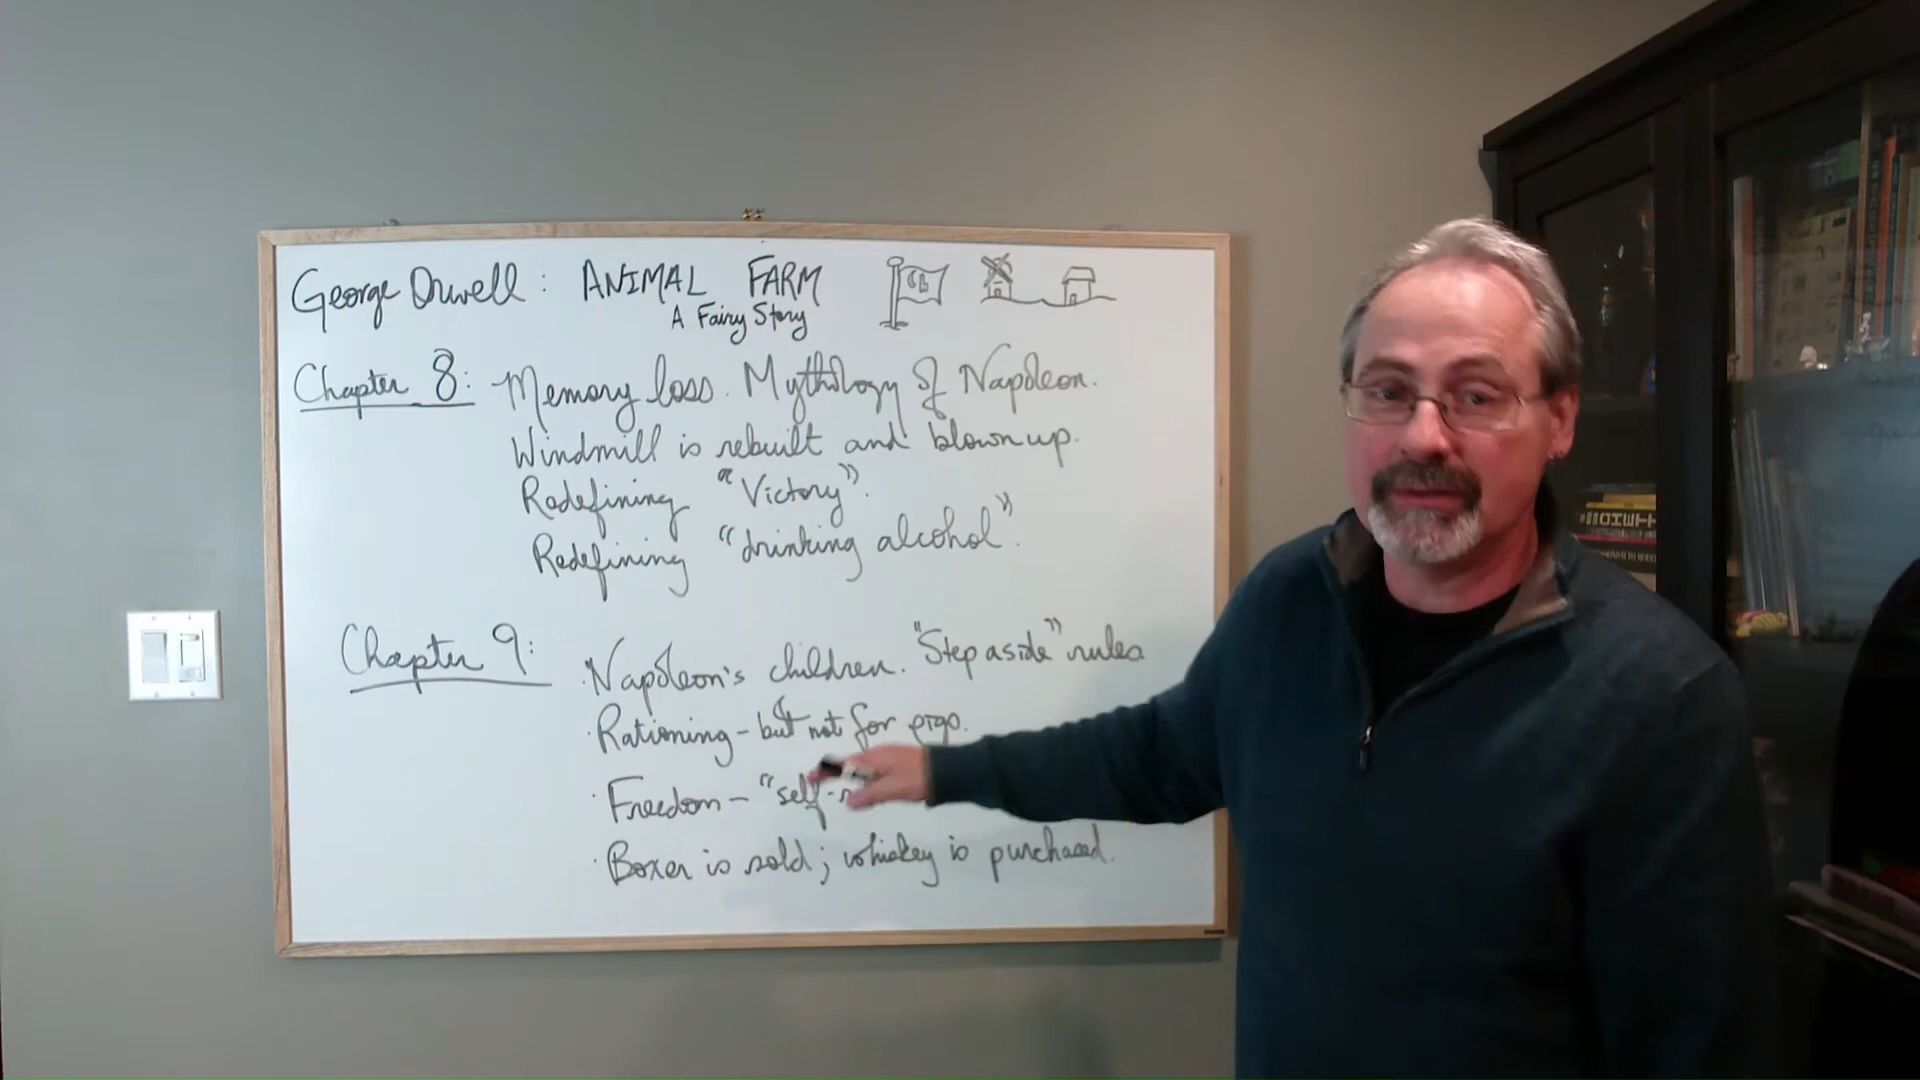 George Orwell: ANIMAL FARM
A Fairy Story
Chapter 8: Memory loss. Mythology of Napoleon.
Windmill is rebuilt and blown up.
Redefining "Victory".
Redefining "drinking alcohol".
Chapter 9: Napoleon's children. "Step aside" rules
· Rationing - but not for pigs.
· Freedom - "self-
· Boxer is sold; whiskey is purchased.